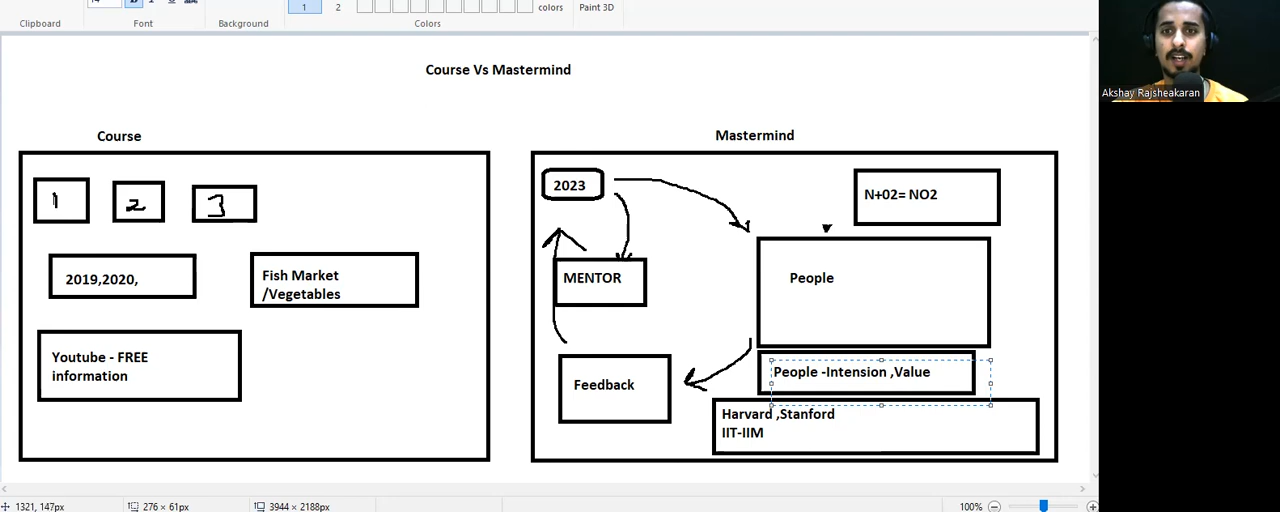 Clipboard
Font
Background
1
2
colors
Colors
Paint 3D
Akshay Rajsheakaran
Course Vs Mastermind
Course
1
2
3
2019,2020,
Fish Market
/Vegetables
Youtube - FREE
information
Mastermind
2023
N+02= NO2
MENTOR
People
Feedback
People -Intension ,Value
Harvard ,Stanford
IIT-IIM
1321, 147px
276 × 61px
3944 × 2188px
100%